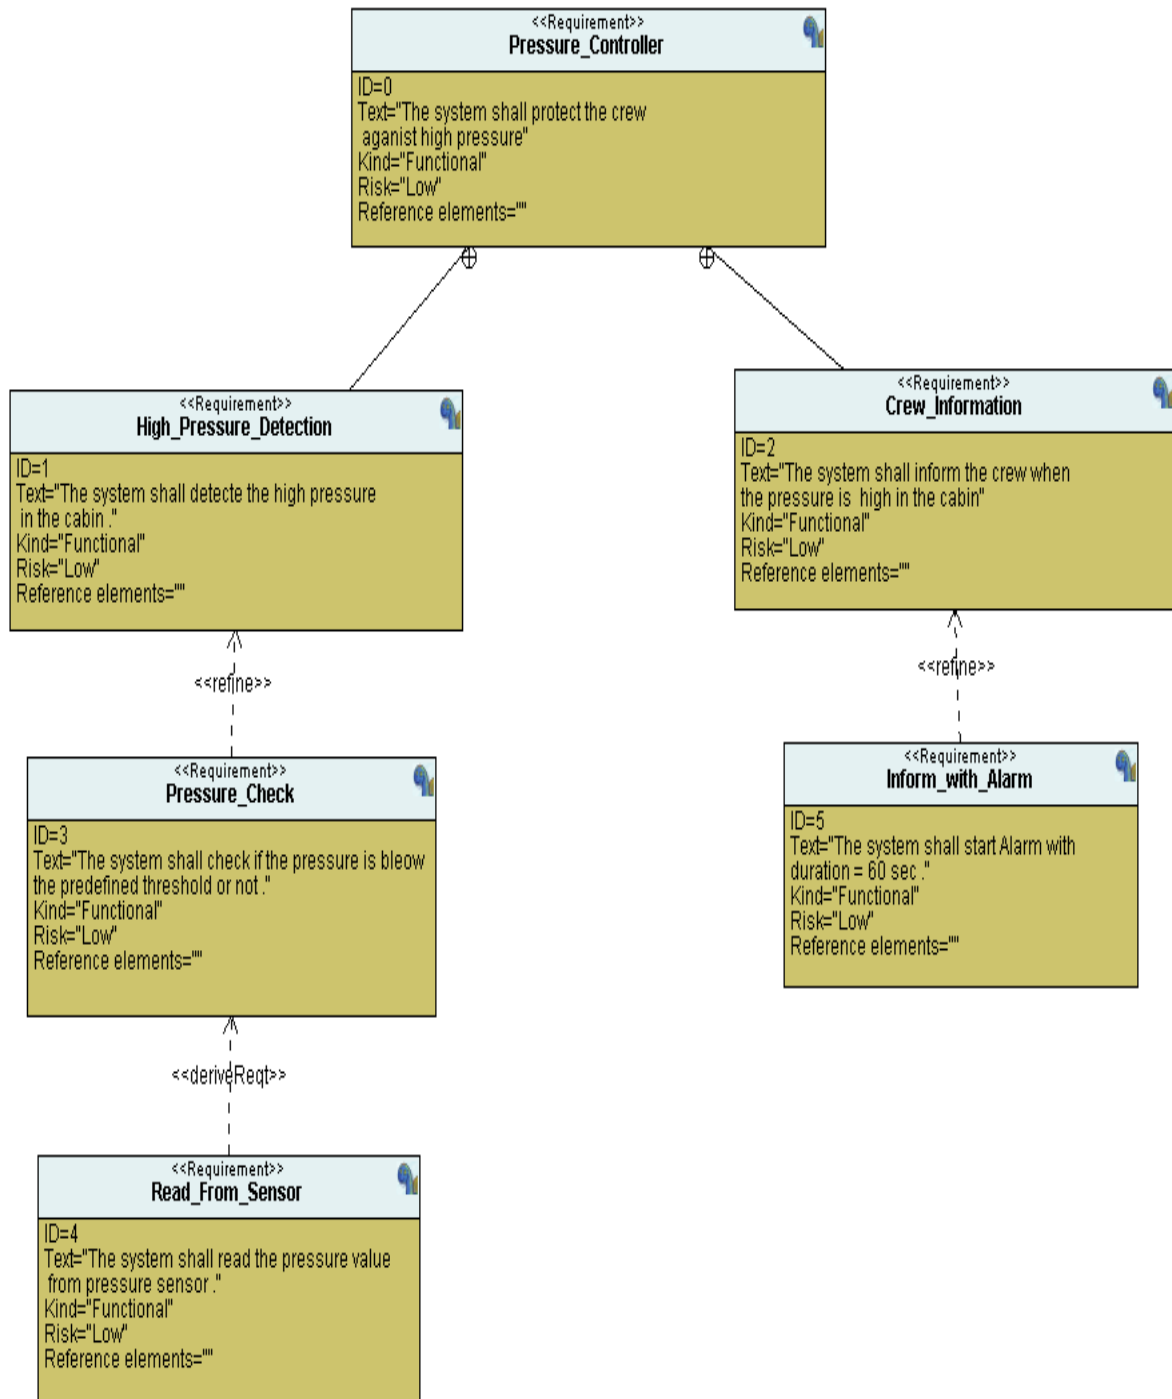 <<Requirement>>
Pressure_Controller
ID=0
Text="The system shall protect the crew
aganist high pressure"
Kind="Functional"
Risk="Low"
Reference elements=""
<<Requirement>>
High_Pressure_Detection
ID=1
Text="The system shall detecte the high pressure
in the cabin ."
Kind="Functional"
Risk="Low"
Reference elements=""
<<Requirement>>
Crew_Information
ID=2
Text="The system shall inform the crew when
the pressure is  high in the cabin"
Kind="Functional"
Risk="Low"
Reference elements=""
<<refine>>
<<refine>>
<<Requirement>>
Pressure_Check
ID=3
Text="The system shall check if the pressure is bleow
the predefined threshold or not ."
Kind="Functional"
Risk="Low"
Reference elements=""
<<Requirement>>
Inform_with_Alarm
ID=5
Text="The system shall start Alarm with
duration = 60 sec ."
Kind="Functional"
Risk="Low"
Reference elements=""
<<deriveReqt>>
<<Requirement>>
Read_From_Sensor
ID=4
Text="The system shall read the pressure value
from pressure sensor ."
Kind="Functional"
Risk="Low"
Reference elements=""